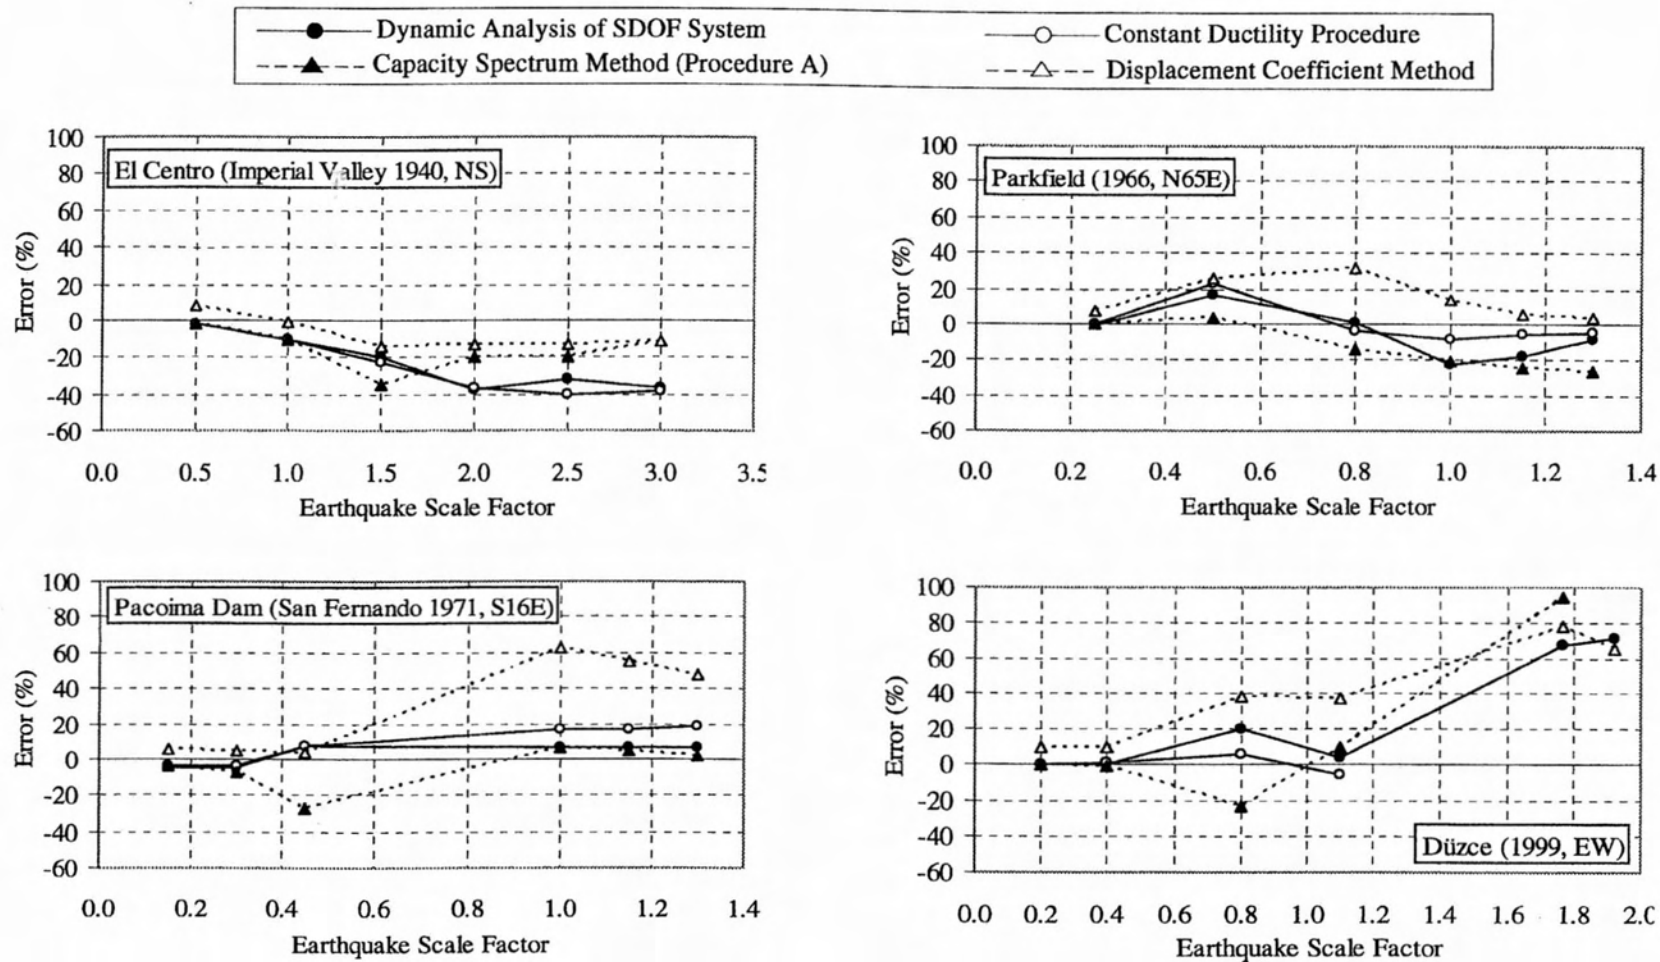 Dynamic Analysis of SDOF System
Constant Ductility Procedure
Capacity Spectrum Method (Procedure A)
Displacement Coefficient Method
El Centro (Imperial Valley 1940, NS)
Error (%)
100
80
60
40
20
0
-20
-40
-60
0.0 0.5 1.0 1.5 2.0 2.5 3.0 3.5
Earthquake Scale Factor
Parkfield (1966, N65E)
Error (%)
100
80
60
40
20
0
-20
-40
-60
0.0 0.2 0.4 0.6 0.8 1.0 1.2 1.4
Earthquake Scale Factor
Pacoima Dam (San Fernando 1971, S16E)
Error (%)
100
80
60
40
20
0
-20
-40
-60
0.0 0.2 0.4 0.6 0.8 1.0 1.2 1.4
Earthquake Scale Factor
Düzce (1999, EW)
Error (%)
100
80
60
40
20
0
-20
-40
-60
0.0 0.2 0.4 0.6 0.8 1.0 1.2 1.4 1.6 1.8 2.0
Earthquake Scale Factor